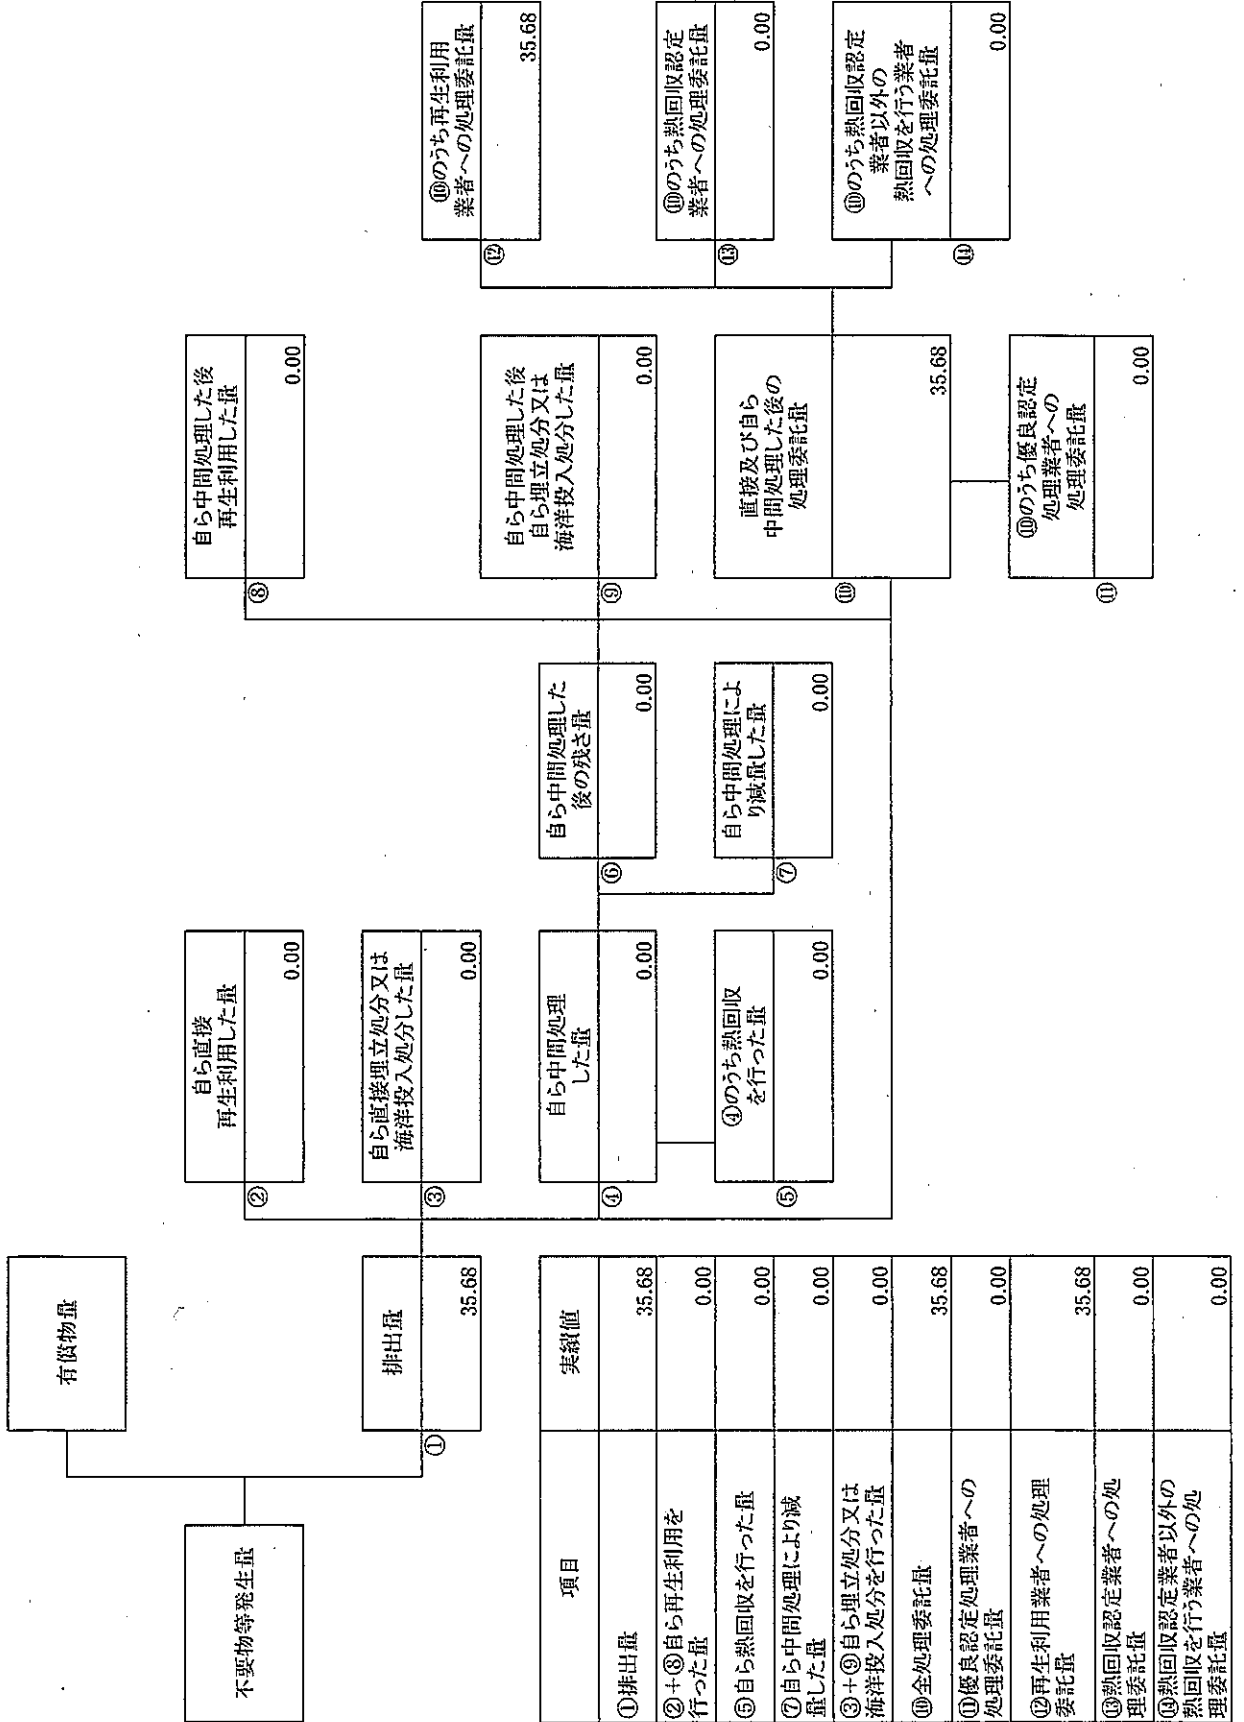 不要物等発生量
有償物量
排出量
①
35.68
自ら直接
再生利用した量
②
0.00
自ら直接埋立処分又は
海洋投入処分した量
③
0.00
自ら中間処理
した量
④
0.00
④のうち熱回収
を行った量
⑤
0.00
自ら中間処理した
後の残さ量
⑥
0.00
自ら中間処理によ
り減量した量
⑦
0.00
自ら中間処理した後
再生利用した量
⑧
0.00
自ら中間処理した後
自ら埋立処分又は
海洋投入処分した量
⑨
0.00
直接及び自ら
中間処理した後の
処理委託量
⑩
35.68
⑩のうち優良認定
処理業者への
処理委託量
⑪
0.00
⑩のうち再生利用
業者への処理委託量
⑫
35.68
⑩のうち熱回収認定
業者への処理委託量
⑬
0.00
⑩のうち熱回収認定
業者以外の
熱回収を行う業者
への処理委託量
⑭
0.00
項目 実績値
①排出量 35.68
②+⑧自ら再生利用を
行った量 0.00
⑤自ら熱回収を行った量 0.00
⑦自ら中間処理により減
量した量 0.00
③+⑨自ら埋立処分又は
海洋投入処分を行った量 0.00
⑩全処理委託量 35.68
⑪優良認定処理業者への
処理委託量 0.00
⑫再生利用業者への処理
委託量 35.68
⑬熱回収認定業者への処
理委託量 0.00
⑭熱回収認定業者以外の
熱回収を行う業者への処
理委託量 0.00